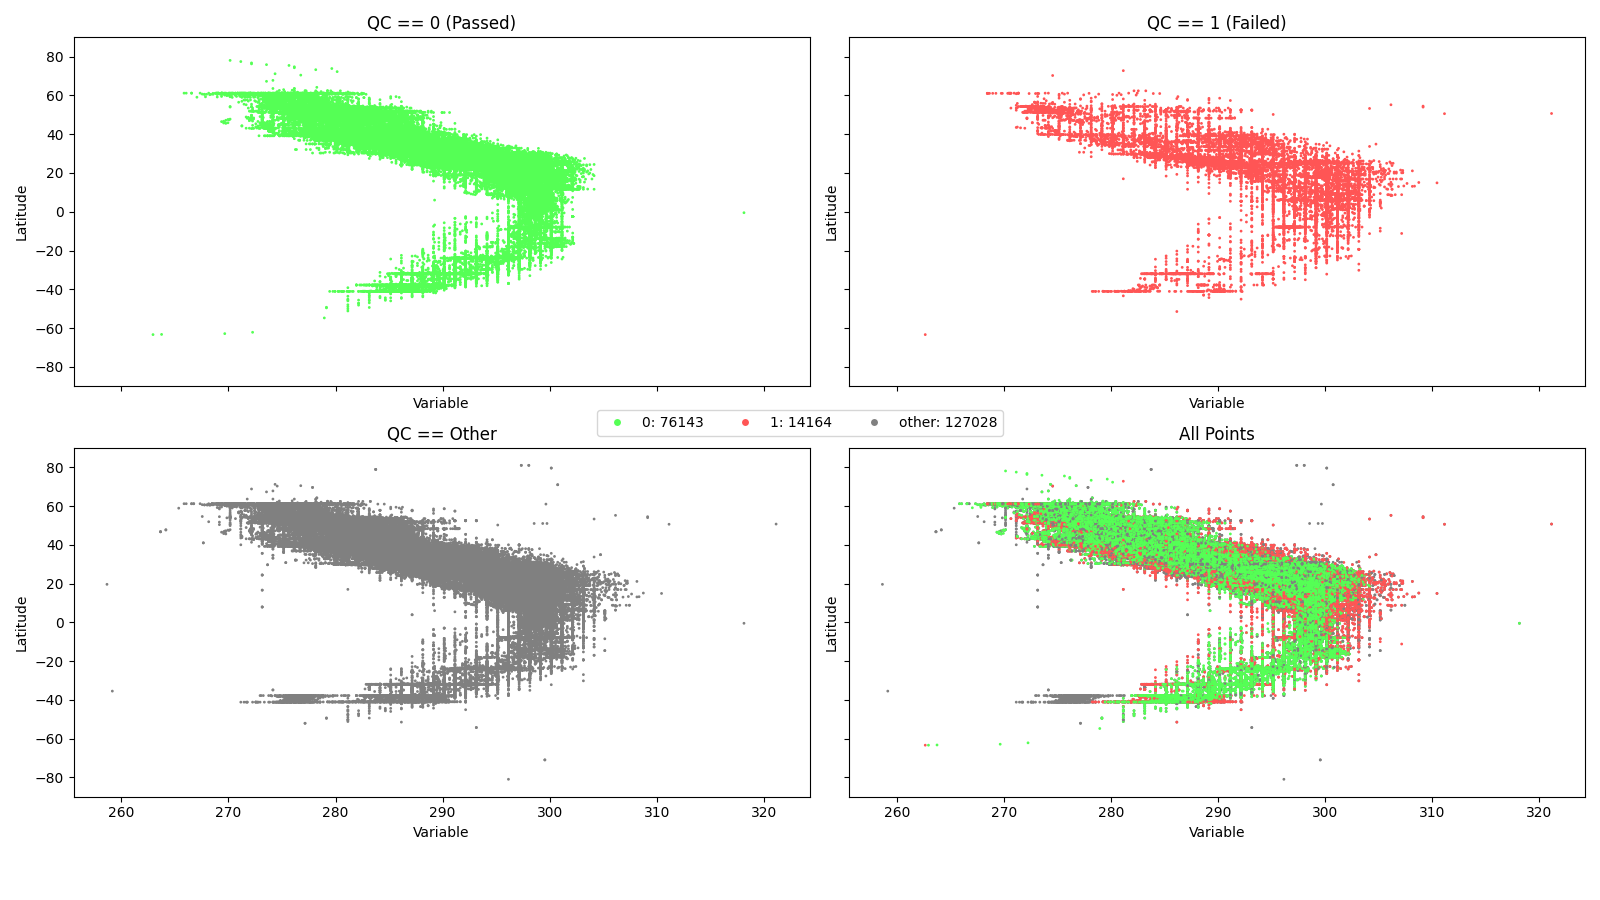 QC == 0 (Passed)
QC == 1 (Failed)
80
60
40
20
0
−20
−40
−60
−80
Latitude
Latitude
Variable
Variable
0: 76143
1: 14164
other: 127028
QC == Other
All Points
80
60
40
20
0
−20
−40
−60
−80
Latitude
Latitude
260
270
280
290
300
310
320
260
270
280
290
300
310
320
Variable
Variable